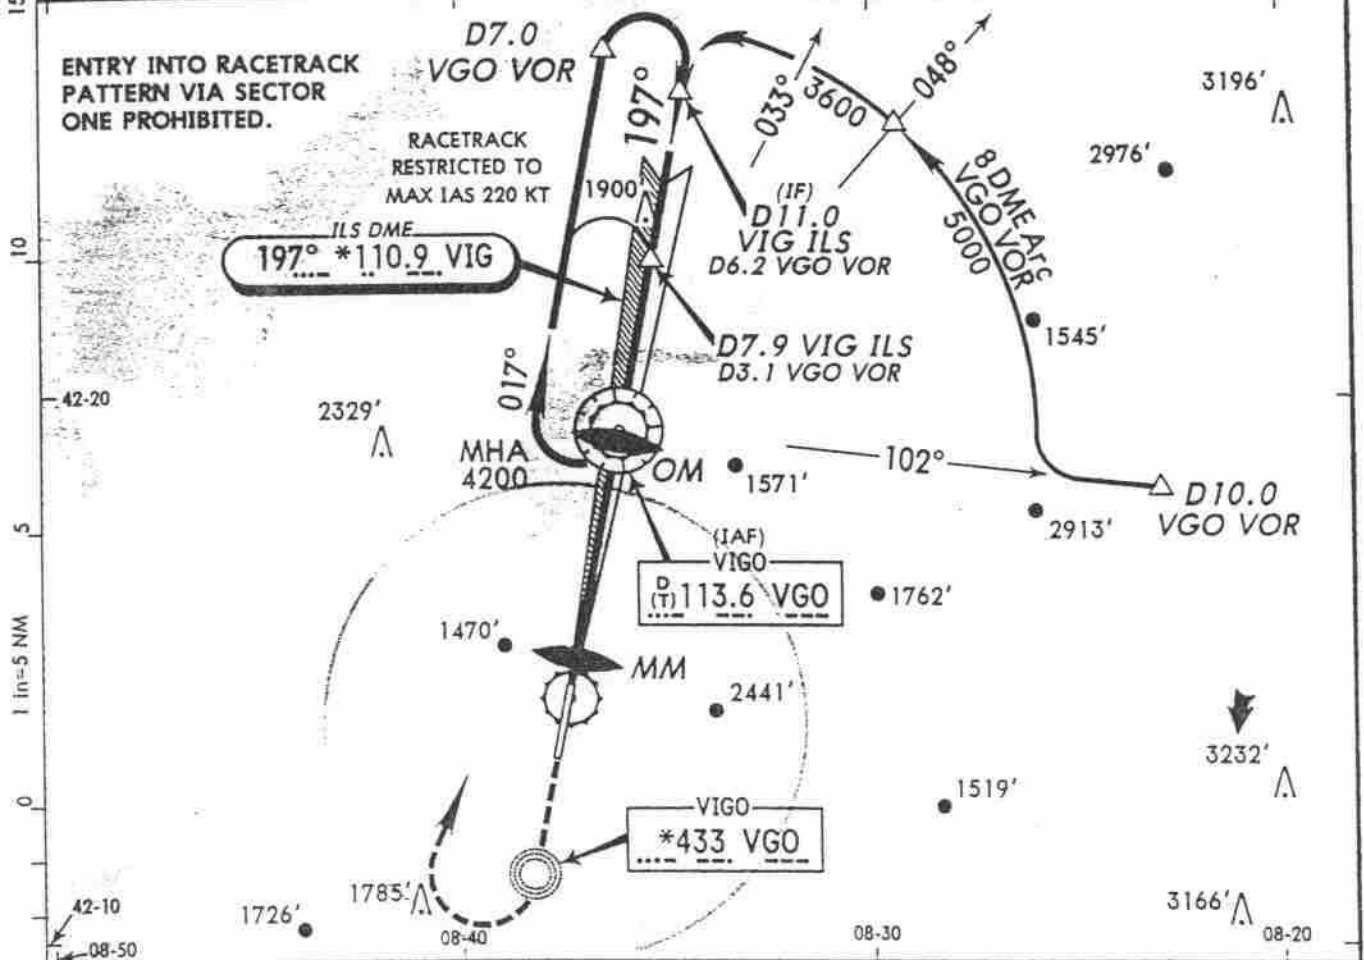 15
ENTRY INTO RACETRACK
PATTERN VIA SECTOR
ONE PROHIBITED.
D7.0
VGO VOR
197°
033°
3600
048°
3196'
2976'
RACETRACK
RESTRICTED TO
MAX IAS 220 KT
1900'
ILS DME
197° *110.9 VIG
(IF)
D11.0
VIG ILS
D6.2 VGO VOR
8 DME Arc
VGO VOR
5000
10
1545'
D7.9 VIG ILS
D3.1 VGO VOR
017°
42-20
2329'
MHA
4200
OM
1571'
102°
D10.0
VGO VOR
2913'
5
(IAF)
VIGO
D
(T) 113.6 VGO
1762'
1 in=5 NM
1470'
MM
2441'
3232'
0
1519'
VIGO
*433 VGO
1785'
3166'
42-10
1726'
08-50
08-40
08-30
08-20